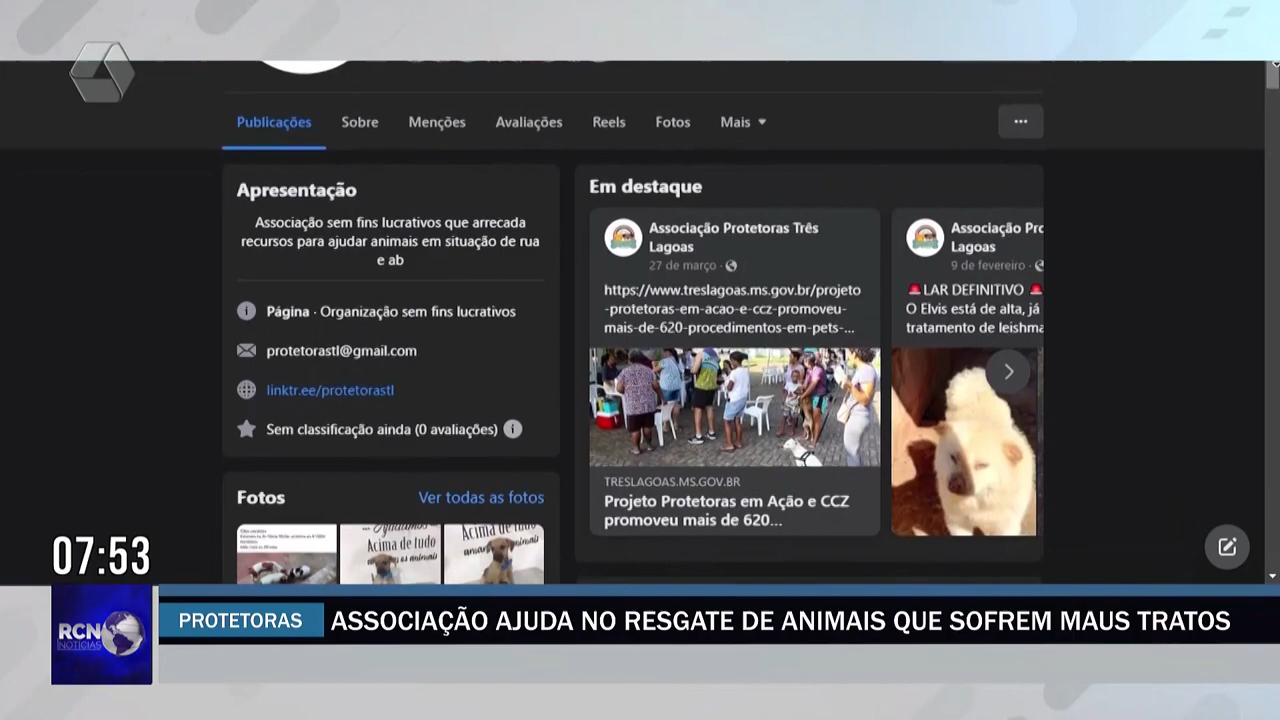 Publicações
Sobre
Menções
Avaliações
Reels
Fotos
Mais
Apresentação
Associação sem fins lucrativos que arrecada
recursos para ajudar animais em situação de rua
e ab
Página · Organização sem fins lucrativos
protetorastl@gmail.com
linktr.ee/protetorastl
Sem classificação ainda (0 avaliações)
Fotos
Ver todas as fotos
Acima de tudo
Acima de tudo
Em destaque
Associação Protetoras Três
Lagoas
27 de março ·
https://www.treslagoas.ms.gov.br/projeto
-protetoras-em-acao-e-ccz-promoveu-
mais-de-620-procedimentos-em-pets-...
TRESLAGOAS.MS.GOV.BR
Projeto Protetoras em Ação e CCZ
promoveu mais de 620...
Associação Pro
Lagoas
9 de fevereiro ·
LAR DEFINITIVO
O Elvis está de alta, já
tratamento de leishma
07:53
RCN
NOTÍCIAS
PROTETORAS
ASSOCIAÇÃO AJUDA NO RESGATE DE ANIMAIS QUE SOFREM MAUS TRATOS